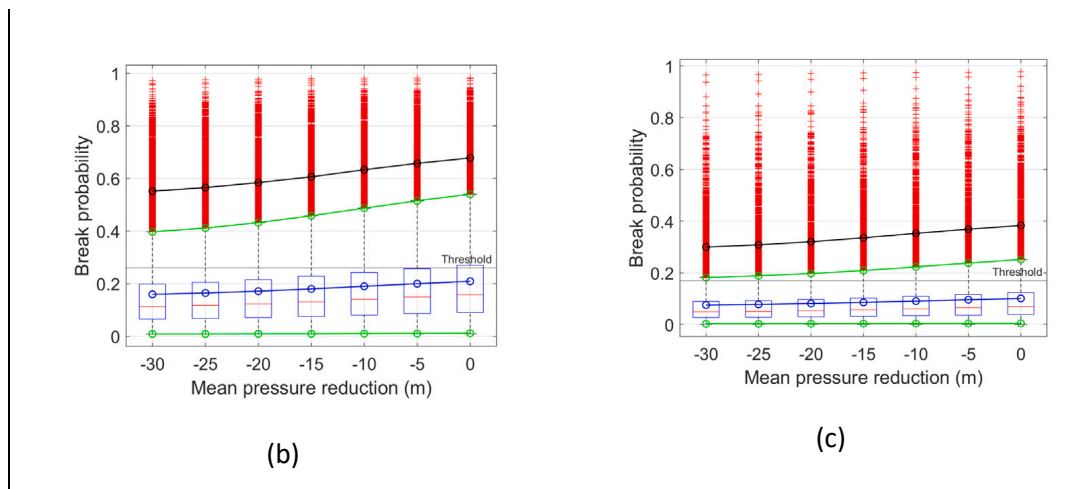 1
0.8
0.6
0.4
0.2
0
Break probability
Threshold
-30 -25 -20 -15 -10 -5 0
Mean pressure reduction (m)
(b)
1
0.8
0.6
0.4
0.2
0
Break probability
Threshold
-30 -25 -20 -15 -10 -5 0
Mean pressure reduction (m)
(c)